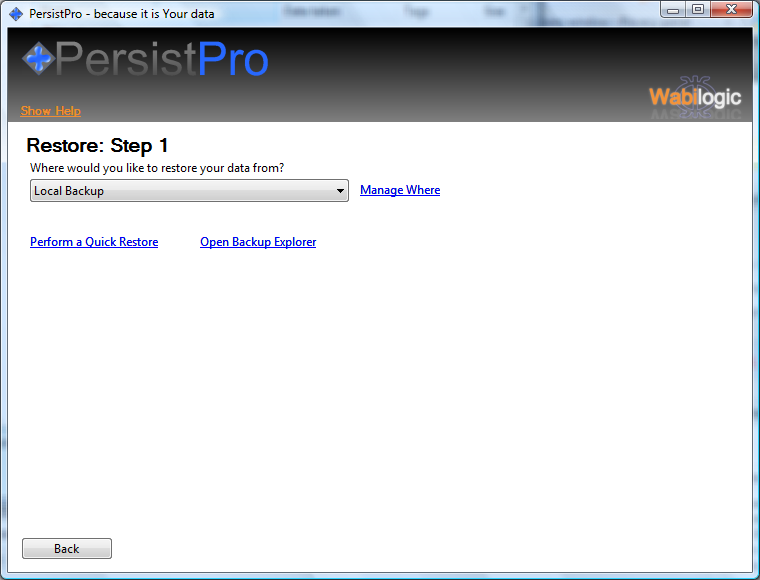 PersistPro - because it is Your data
PersistPro
Show Help
Wabilogic
Restore: Step 1
Where would you like to restore your data from?
Local Backup
Manage Where
Perform a Quick Restore
Open Backup Explorer
Back